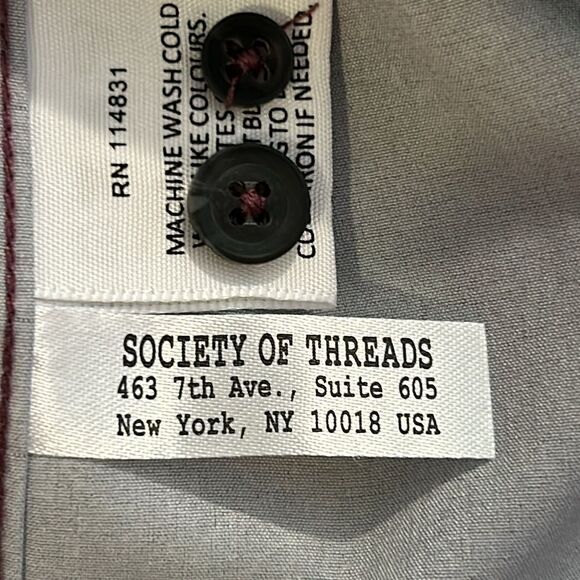 RN 114831
MACHINE WASH COLD
LIKE COLOURS.
IRON IF NEEDED.
SOCIETY OF THREADS
463 7th Ave., Suite 605
New York, NY 10018 USA